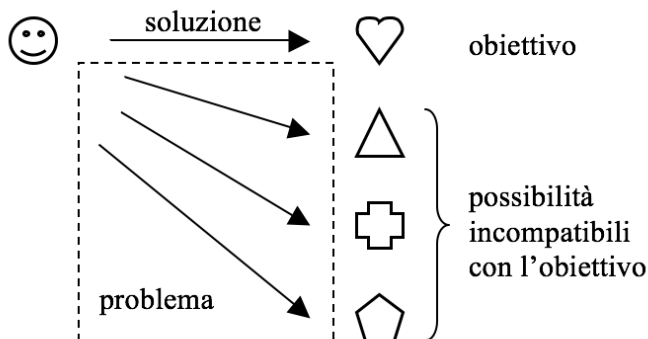 soluzione
obiettivo
possibilità
incompatibili
con l’obiettivo
problema